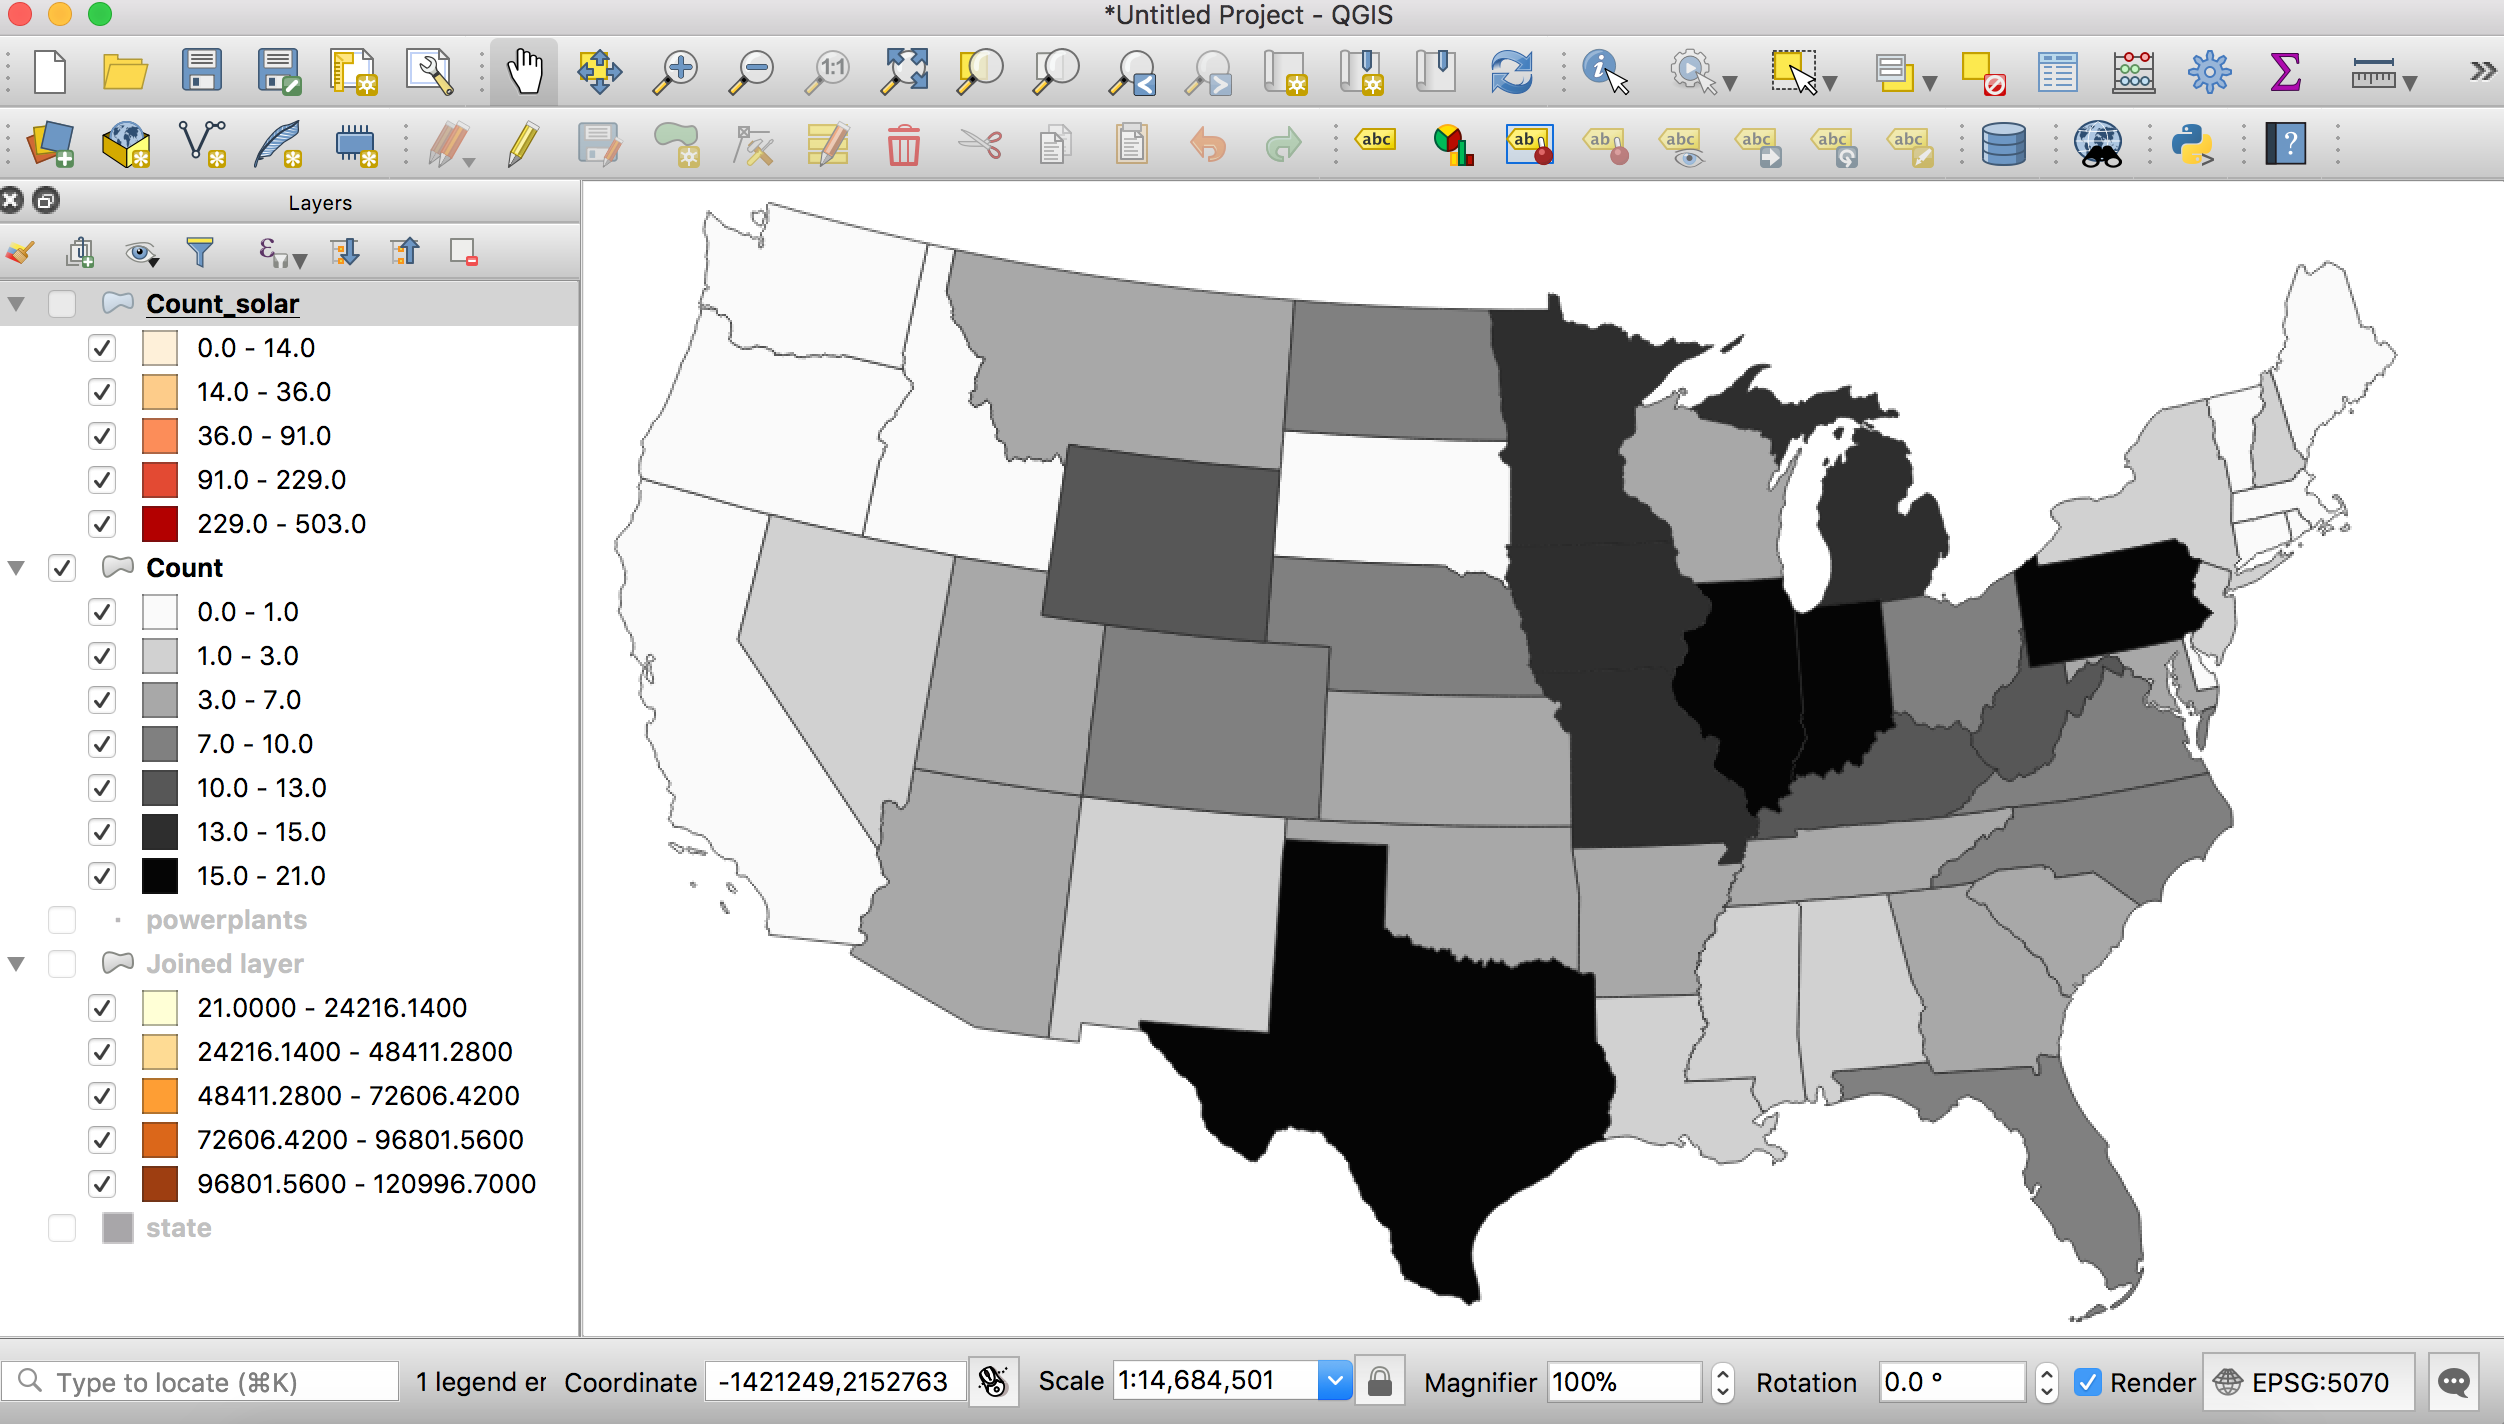 *Untitled Project - QGIS
1:1
abc
ab
ab
abc
abc
abc
abc
Layers
Count_solar
0.0 - 14.0
14.0 - 36.0
36.0 - 91.0
91.0 - 229.0
229.0 - 503.0
Count
0.0 - 1.0
1.0 - 3.0
3.0 - 7.0
7.0 - 10.0
10.0 - 13.0
13.0 - 15.0
15.0 - 21.0
powerplants
Joined layer
21.0000 - 24216.1400
24216.1400 - 48411.2800
48411.2800 - 72606.4200
72606.4200 - 96801.5600
96801.5600 - 120996.7000
state
Type to locate (⌘K) 1 legend er Coordinate -1421249,2152763 Scale 1:14,684,501 Magnifier 100% Rotation 0.0 ° Render EPSG:5070